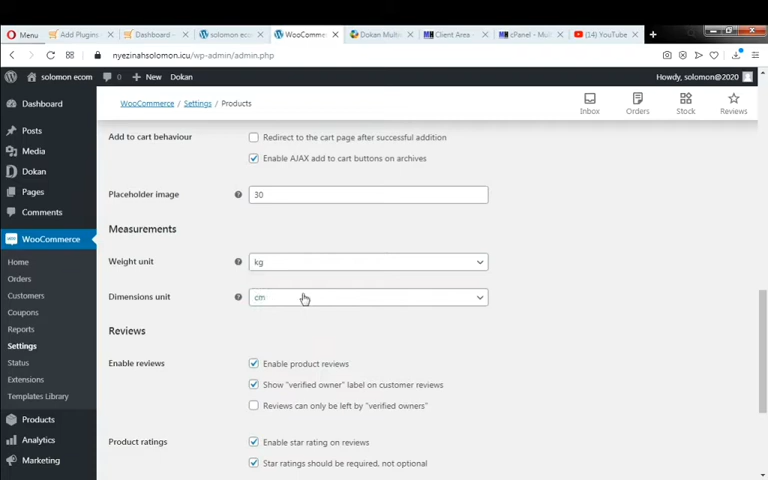 Menu
Add Plugins
Dashboard -
solomon ec
WooComme
Dokan Multi
Client Area -
cPanel - Mult
(14) YouTube
nyezinahsolomon.icu/wp-admin/admin.php
solomon ecom
0
New
Dokan
Howdy, solomon@2020
WooCommerce / Settings / Products
Inbox
Orders
Stock
Reviews
Dashboard
Posts
Media
Dokan
Pages
Comments
WooCommerce
Home
Orders
Customers
Coupons
Reports
Settings
Status
Extensions
Templates Library
Products
Analytics
Marketing
Add to cart behaviour
Redirect to the cart page after successful addition
Enable AJAX add to cart buttons on archives
Placeholder image
30
Measurements
Weight unit
kg
Dimensions unit
cm
Reviews
Enable reviews
Enable product reviews
Show "verified owner" label on customer reviews
Reviews can only be left by "verified owners"
Product ratings
Enable star rating on reviews
Star ratings should be required, not optional